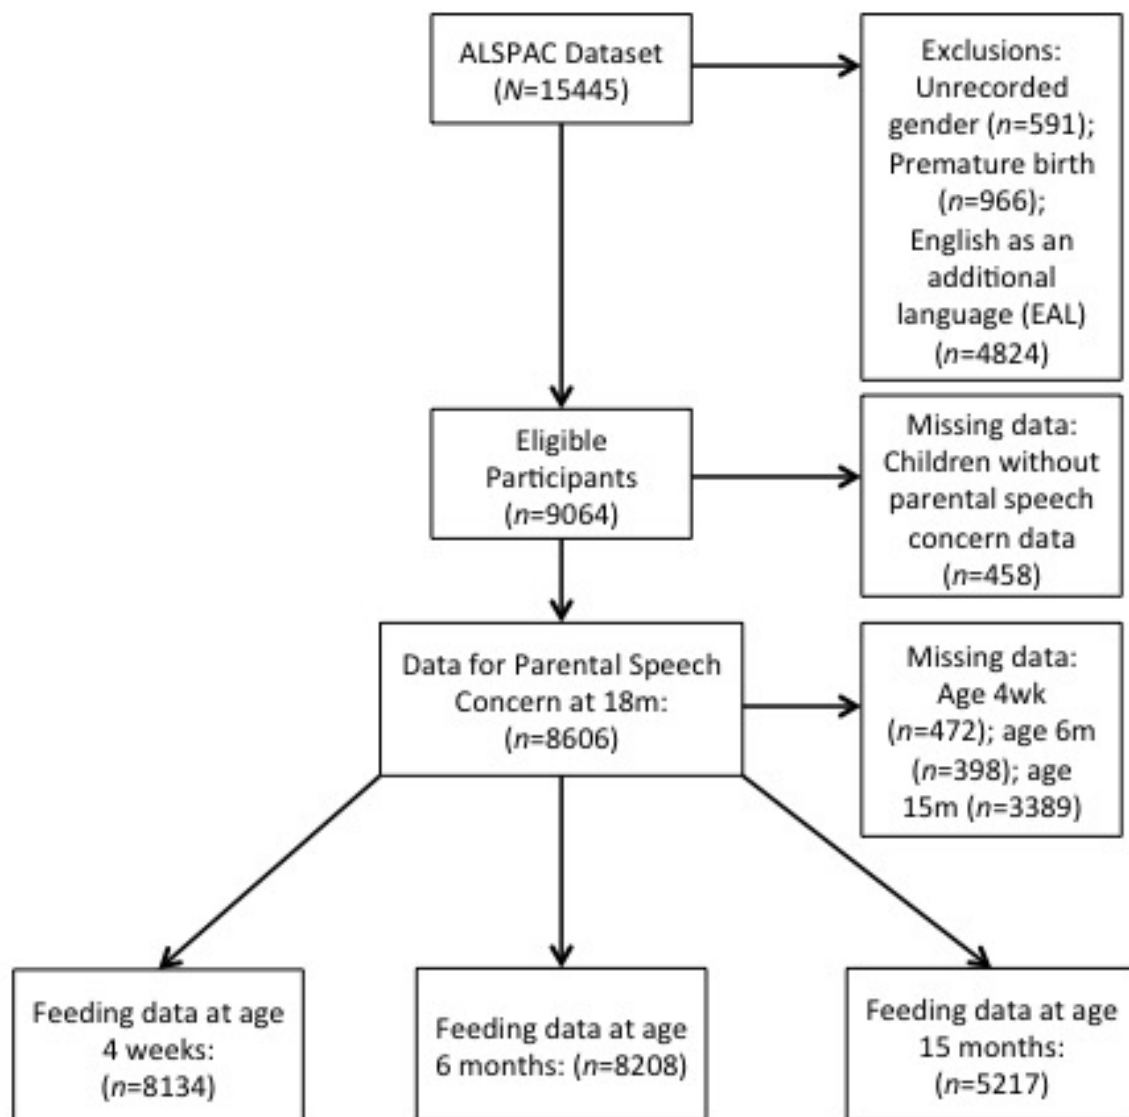 ALSPAC Dataset
(N=15445)
Exclusions:
Unrecorded
gender (n=591);
Premature birth
(n=966);
English as an
additional
language (EAL)
(n=4824)
Eligible
Participants
(n=9064)
Missing data:
Children without
parental speech
concern data
(n=458)
Data for Parental Speech
Concern at 18m:
(n=8606)
Missing data:
Age 4wk
(n=472); age 6m
(n=398); age
15m (n=3389)
Feeding data at age
4 weeks:
(n=8134)
Feeding data at age
6 months: (n=8208)
Feeding data at age
15 months:
(n=5217)